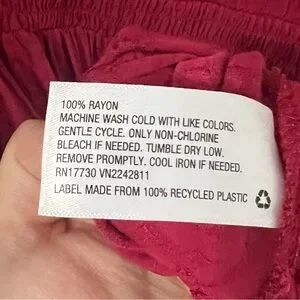 100% RAYON
MACHINE WASH COLD WITH LIKE COLORS.
GENTLE CYCLE. ONLY NON-CHLORINE
BLEACH IF NEEDED. TUMBLE DRY LOW.
REMOVE PROMPTLY. COOL IRON IF NEEDED.
RN17730 VN2242811
LABEL MADE FROM 100% RECYCLED PLASTIC